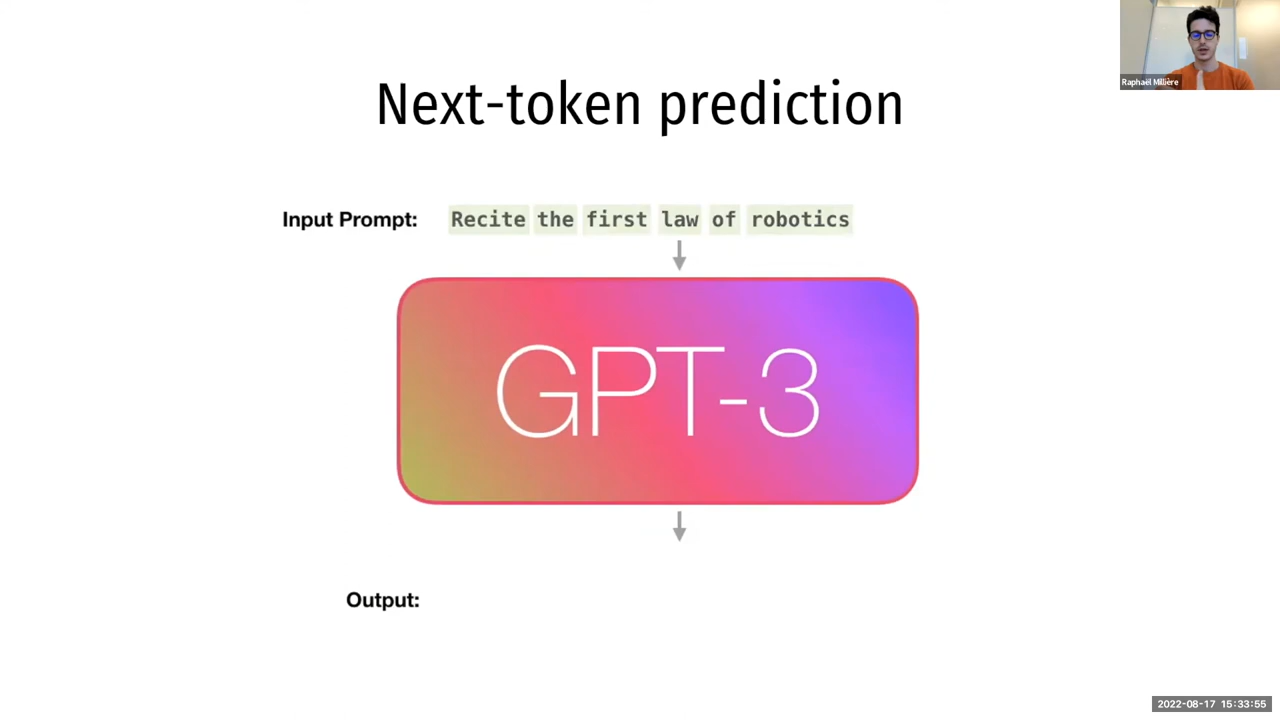 Raphaël Millière
Next-token prediction
Input Prompt: Recite the first law of robotics
GPT-3
Output:
2022-08-17 15:33:55